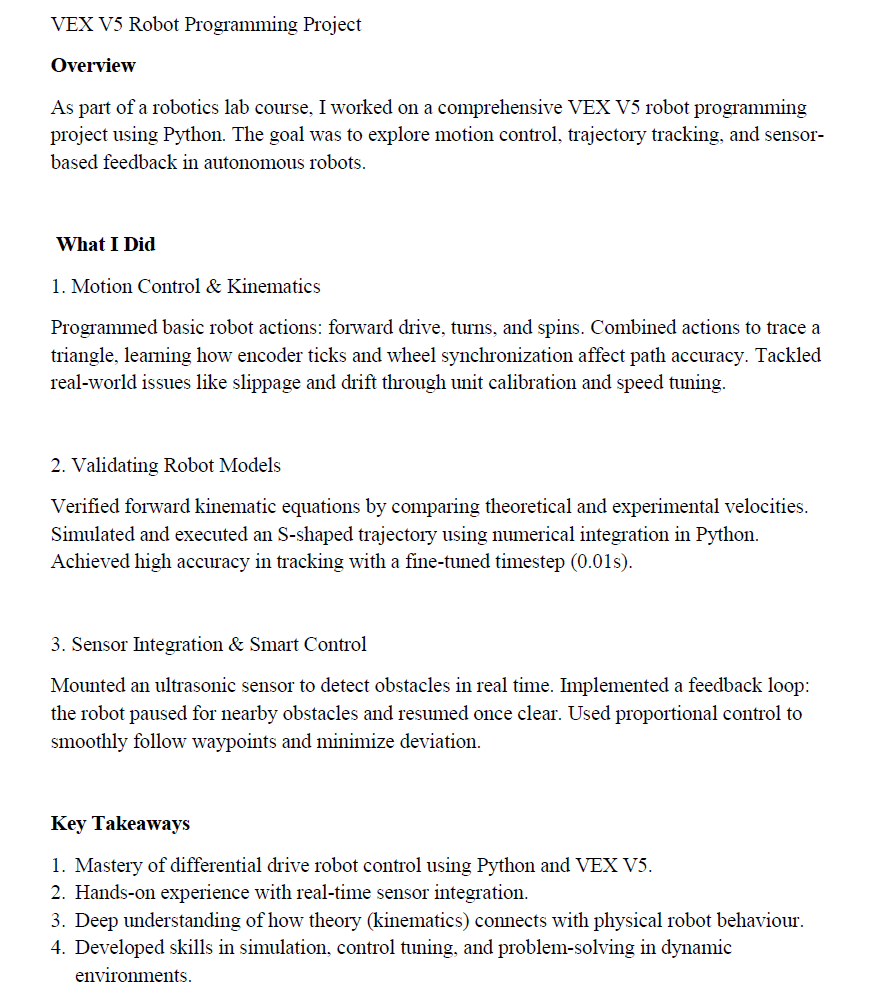 VEX V5 Robot Programming Project
Overview
As part of a robotics lab course, I worked on a comprehensive VEX V5 robot programming
project using Python. The goal was to explore motion control, trajectory tracking, and sensor-
based feedback in autonomous robots.
What I Did
1. Motion Control & Kinematics
Programmed basic robot actions: forward drive, turns, and spins. Combined actions to trace a
triangle, learning how encoder ticks and wheel synchronization affect path accuracy. Tackled
real-world issues like slippage and drift through unit calibration and speed tuning.
2. Validating Robot Models
Verified forward kinematic equations by comparing theoretical and experimental velocities.
Simulated and executed an S-shaped trajectory using numerical integration in Python.
Achieved high accuracy in tracking with a fine-tuned timestep (0.01s).
3. Sensor Integration & Smart Control
Mounted an ultrasonic sensor to detect obstacles in real time. Implemented a feedback loop:
the robot paused for nearby obstacles and resumed once clear. Used proportional control to
smoothly follow waypoints and minimize deviation.
Key Takeaways
1. Mastery of differential drive robot control using Python and VEX V5.
2. Hands-on experience with real-time sensor integration.
3. Deep understanding of how theory (kinematics) connects with physical robot behaviour.
4. Developed skills in simulation, control tuning, and problem-solving in dynamic
environments.